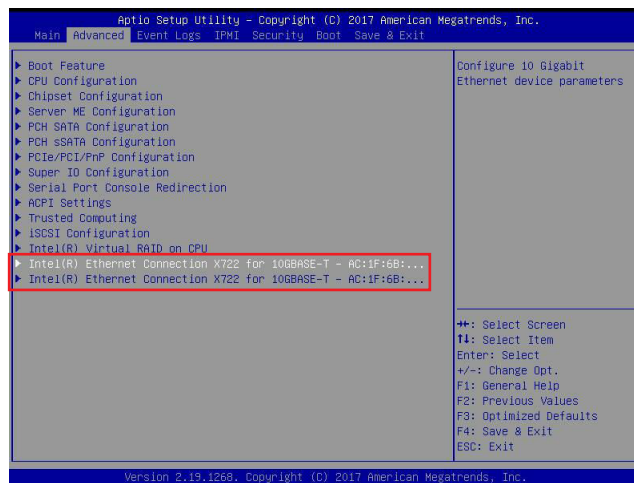 Aptio Setup Utility – Copyright (C) 2017 American Megatrends, Inc.
Main Advanced Event Logs IPMI Security Boot Save & Exit
Boot Feature
CPU Configuration
Chipset Configuration
Server ME Configuration
PCH SATA Configuration
PCH sSATA Configuration
PCIe/PCI/PnP Configuration
Super IO Configuration
Serial Port Console Redirection
ACPI Settings
Trusted Computing
iSCSI Configuration
Intel(R) Virtual RAID on CPU
Intel(R) Ethernet Connection X722 for 10GBASE-T – AC:1F:6B:...
Intel(R) Ethernet Connection X722 for 10GBASE-T – AC:1F:6B:...
Configure 10 Gigabit
Ethernet device parameters
→←: Select Screen
↑↓: Select Item
Enter: Select
+/-: Change Opt.
F1: General Help
F2: Previous Values
F3: Optimized Defaults
F4: Save & Exit
ESC: Exit
Version 2.19.1268. Copyright (C) 2017 American Megatrends, Inc.